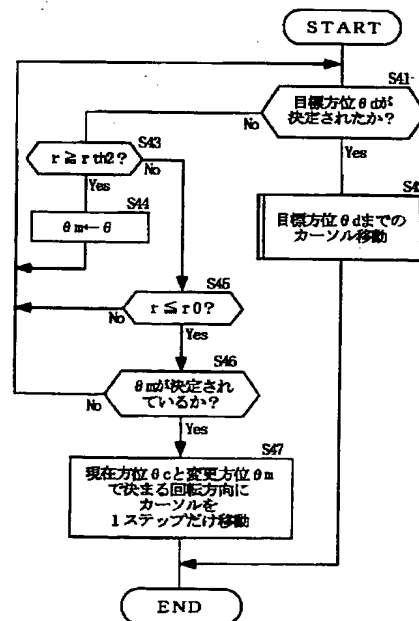 START
S41
目標方位θdが
決定されたか?
No
Yes
S43
r≧rth2?
No
Yes
S44
θm←θ
目標方位θdまでの
カーソル移動
S45
r≦r0?
No
Yes
S46
θmが決定され
ているか?
No
Yes
S47
現在方位θcと変更方位θm
で決まる回転方向に
カーソルを
1ステップだけ移動
END